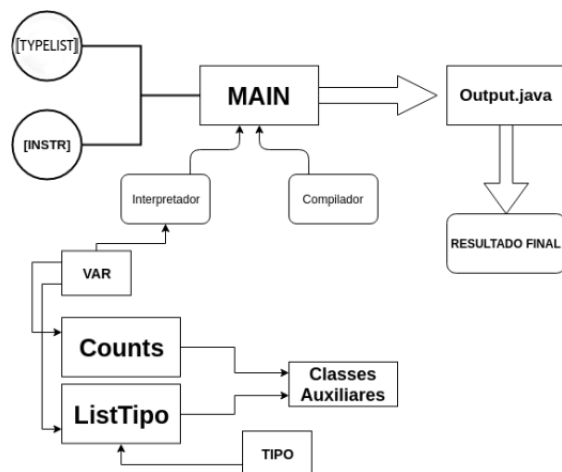 [TYPELIST]
MAIN
Output.java
[INSTR]
Interpretador
Compilador
RESULTADO FINAL
VAR
Counts
Classes
Auxiliares
ListTipo
TIPO